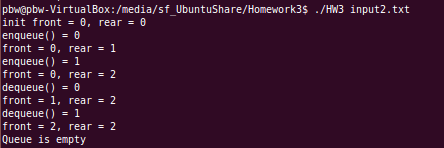 pbw@pbw-VirtualBox:/media/sf_UbuntuShare/Homework3$ ./HW3 input2.txt
init front = 0, rear = 0
enqueue() = 0
front = 0, rear = 1
enqueue() = 1
front = 0, rear = 2
dequeue() = 0
front = 1, rear = 2
dequeue() = 1
front = 2, rear = 2
Queue is empty